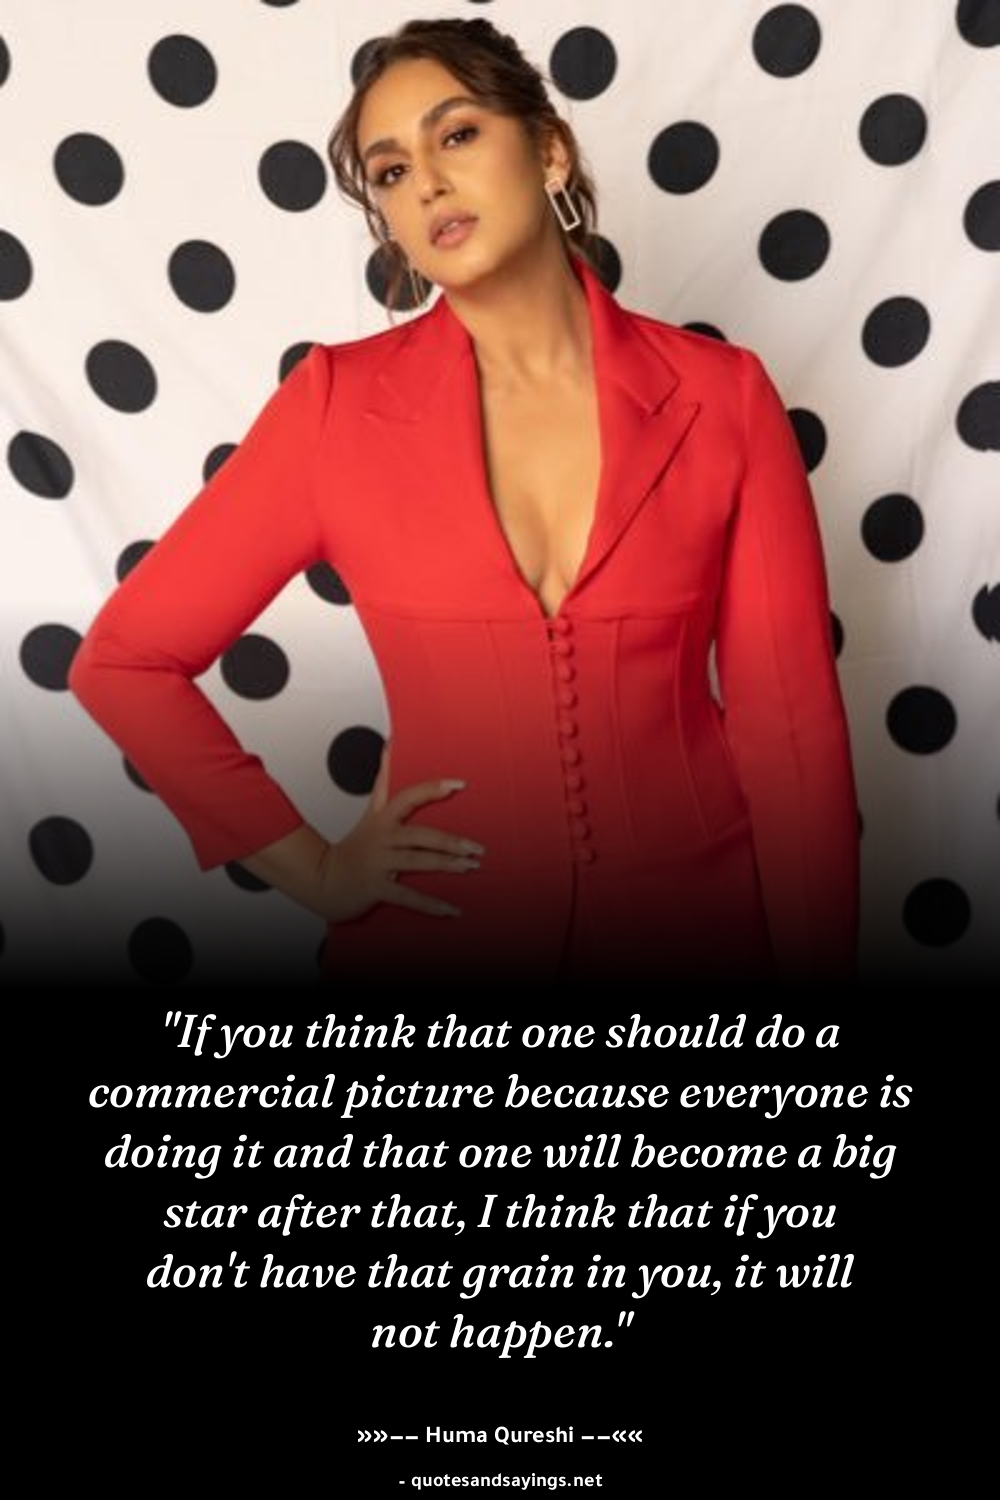 "If you think that one should do a
commercial picture because everyone is
doing it and that one will become a big
star after that, I think that if you
don't have that grain in you, it will
not happen."
»»–– Huma Qureshi ––««
- quotesandsayings.net